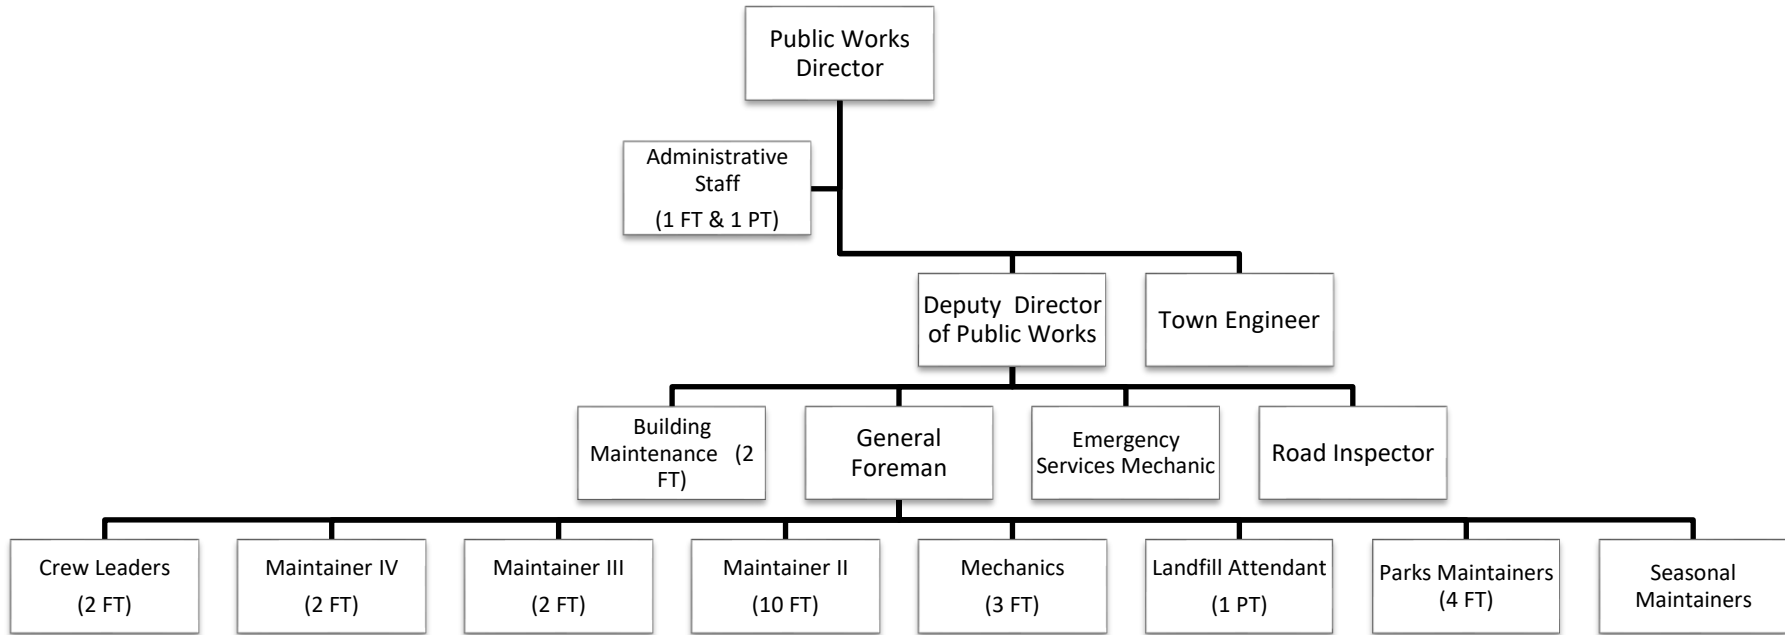 Public Works
Director
Administrative
Staff
(1 FT & 1 PT)
Deputy  Director
of Public Works
Town Engineer
Building
Maintenance   (2
FT)
General
Foreman
Emergency
Services Mechanic
Road Inspector
Crew Leaders
(2 FT)
Maintainer IV
(2 FT)
Maintainer III
(2 FT)
Maintainer II
(10 FT)
Mechanics
(3 FT)
Landfill Attendant
(1 PT)
Parks Maintainers
(4 FT)
Seasonal
Maintainers